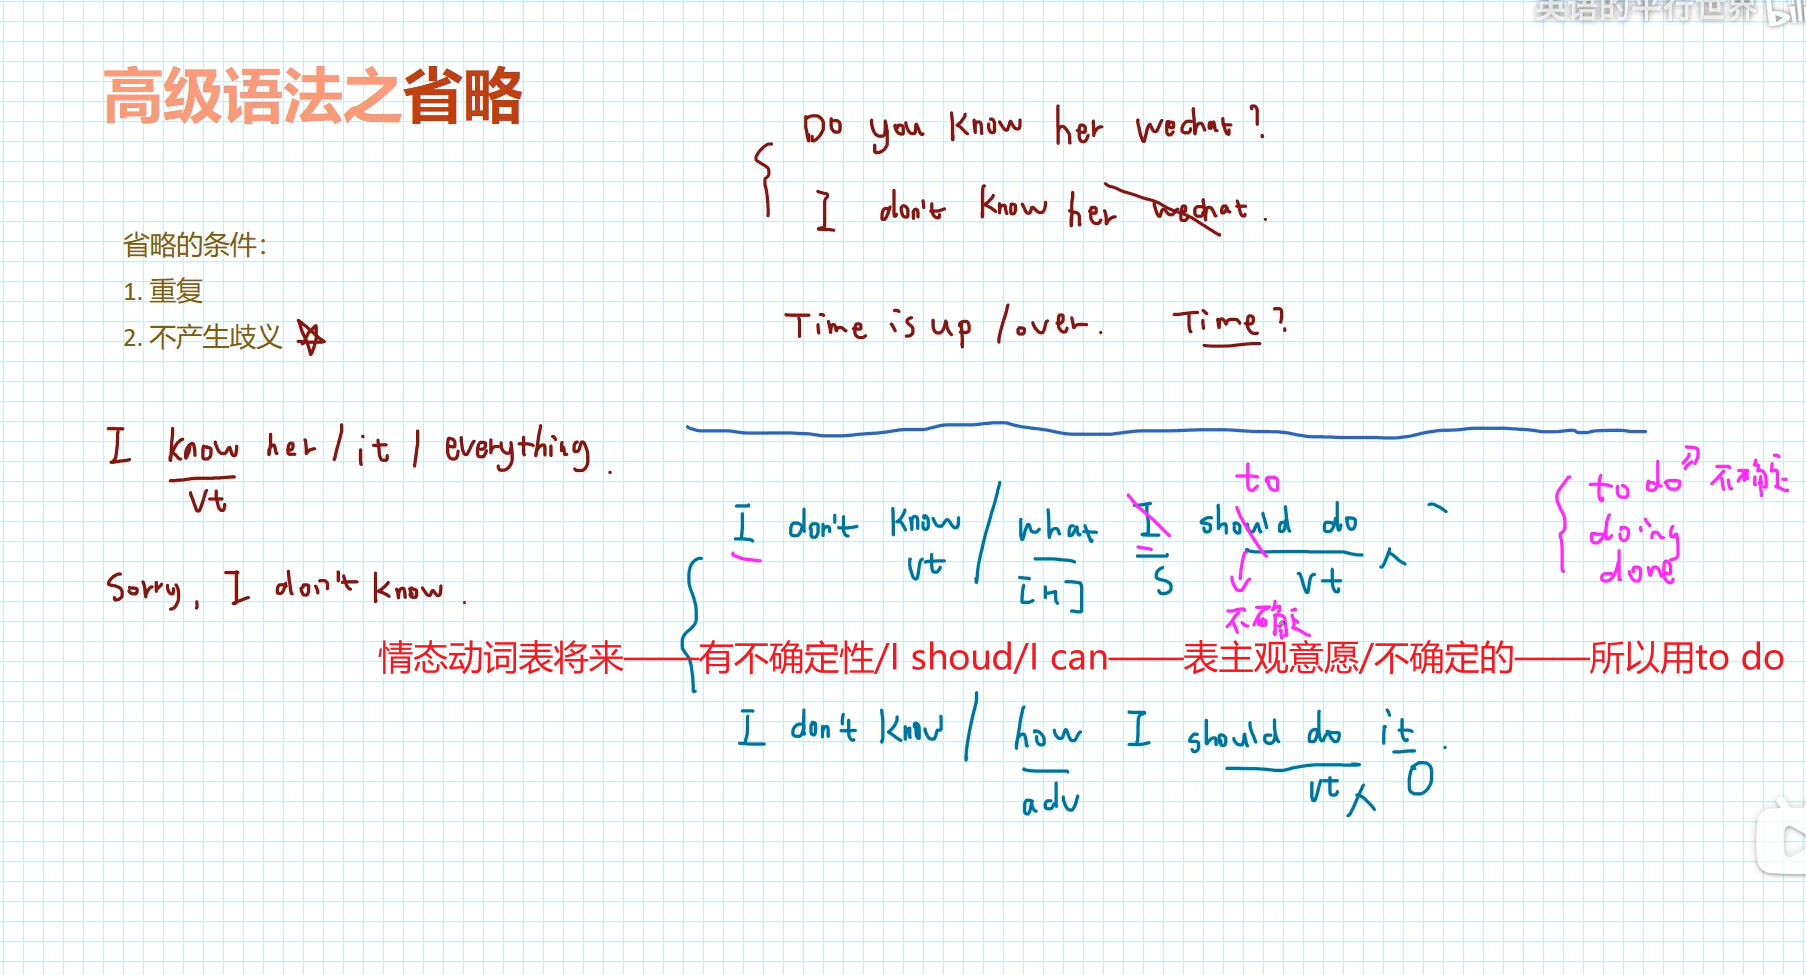 英语的平行世界 bili
高级语法之省略
Do you know her wechat?
I don't know her wechat.
省略的条件：
1. 重复
2. 不产生歧义
Time is up / over. Time?
I know her / it / everything.
vt
to
to do 不确定
I don't know / what I should do
doing
vt [n] S vt 人
done
Sorry, I don't know.
不确定
情态动词表将来——有不确定性/I shoud/I can——表主观意愿/不确定的——所以用to do
I don't know / how I should do it.
adv vt 人 O